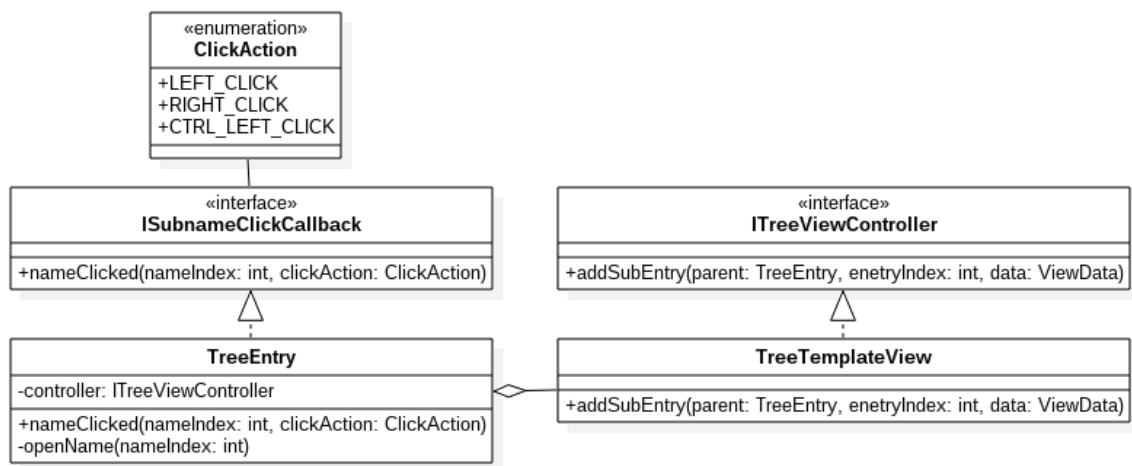 «enumeration»
ClickAction
+LEFT_CLICK
+RIGHT_CLICK
+CTRL_LEFT_CLICK
«interface»
ISubnameClickCallback
+nameClicked(nameIndex: int, clickAction: ClickAction)
«interface»
ITreeViewController
+addSubEntry(parent: TreeEntry, enetryIndex: int, data: ViewData)
TreeEntry
-controller: ITreeViewController
+nameClicked(nameIndex: int, clickAction: ClickAction)
-openName(nameIndex: int)
TreeTemplateView
+addSubEntry(parent: TreeEntry, enetryIndex: int, data: ViewData)